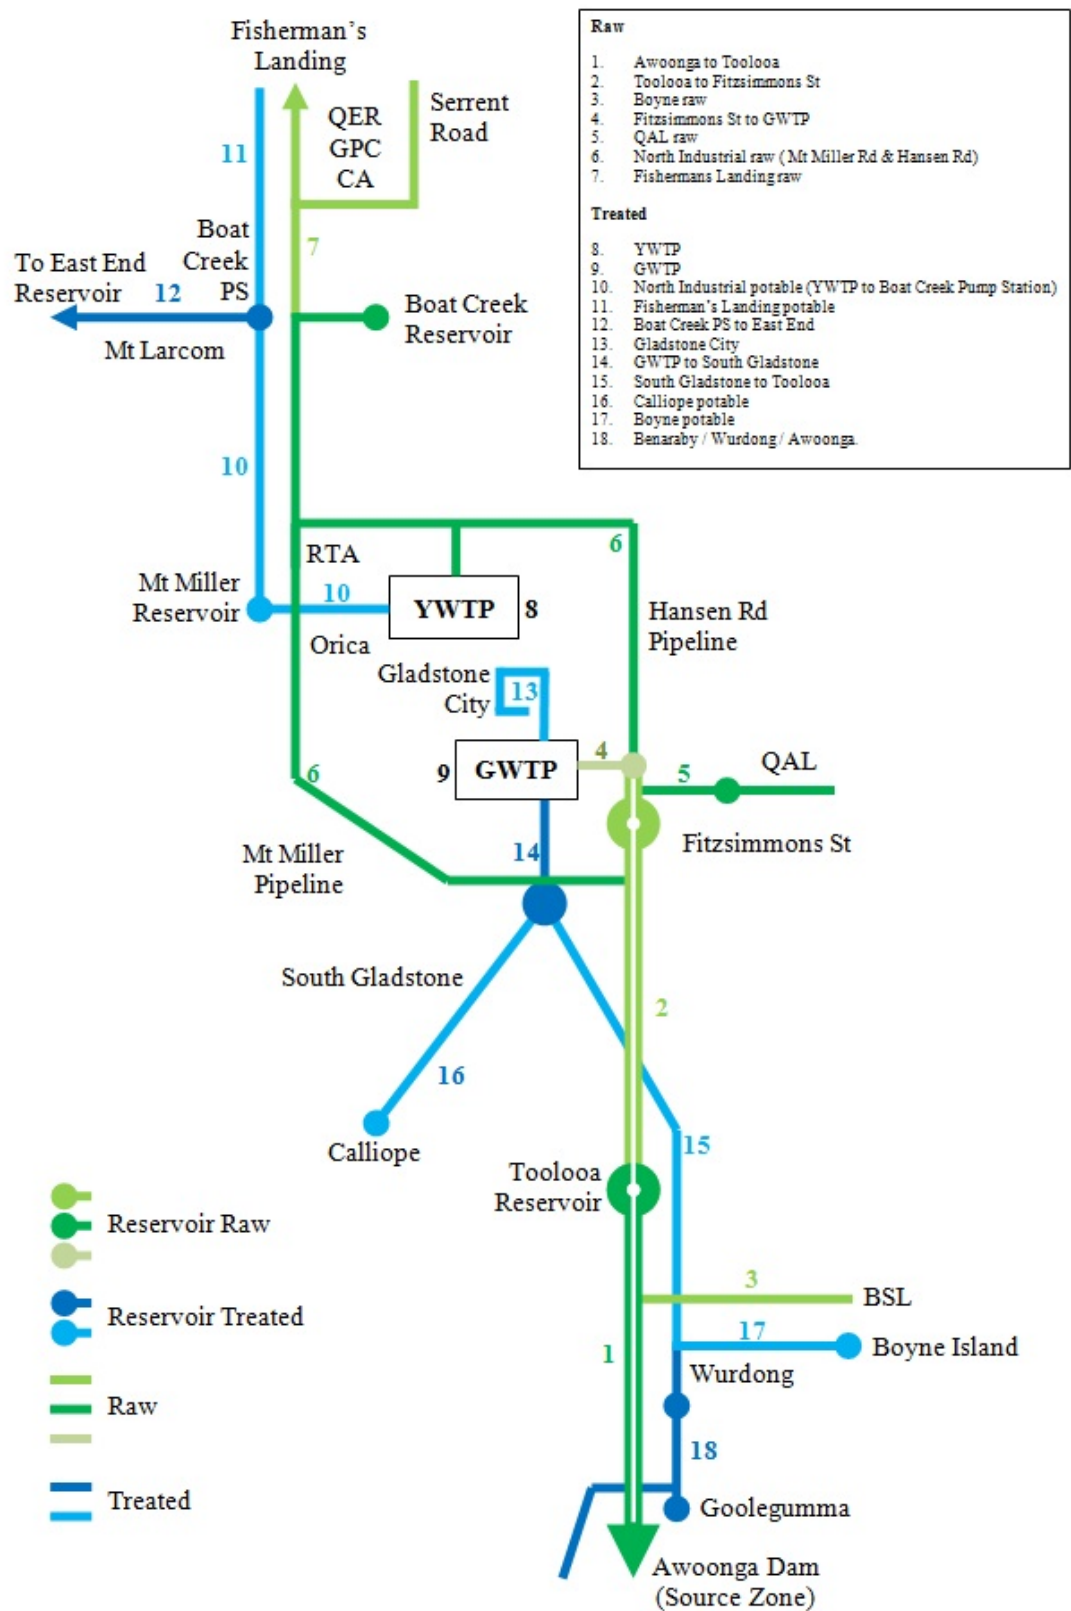 Fisherman’s
Landing
QER
GPC
CA
Serrent
Road
11
Boat
Creek
PS
7
To East End
Reservoir
12
Mt Larcom
Boat Creek
Reservoir
10
RTA
6
Mt Miller
Reservoir
10
YWTP
8
Hansen Rd
Pipeline
Orica
Gladstone
City
13
4
9
GWTP
QAL
5
6
Fitzsimmons St
Mt Miller
Pipeline
14
South Gladstone
2
16
Calliope
15
Toolooa
Reservoir
3
BSL
17
Boyne Island
1
Wurdong
18
Goolegumma
Awoonga Dam
(Source Zone)
Reservoir Raw
Reservoir Treated
Raw
Treated
Raw
1. Awoonga to Toolooa
2. Toolooa to Fitzsimmons St
3. Boyne raw
4. Fitzsimmons St to GWTP
5. QAL raw
6. North Industrial raw ( Mt Miller Rd & Hansen Rd)
7. Fishermans Landing raw
Treated
8. YWTP
9. GWTP
10. North Industrial potable (YWTP to Boat Creek Pump Station)
11. Fisherman’s Landing potable
12. Boat Creek PS to East End
13. Gladstone City
14. GWTP to South Gladstone
15. South Gladstone to Toolooa
16. Calliope potable
17. Boyne potable
18. Benaraby / Wurdong / Awoonga.